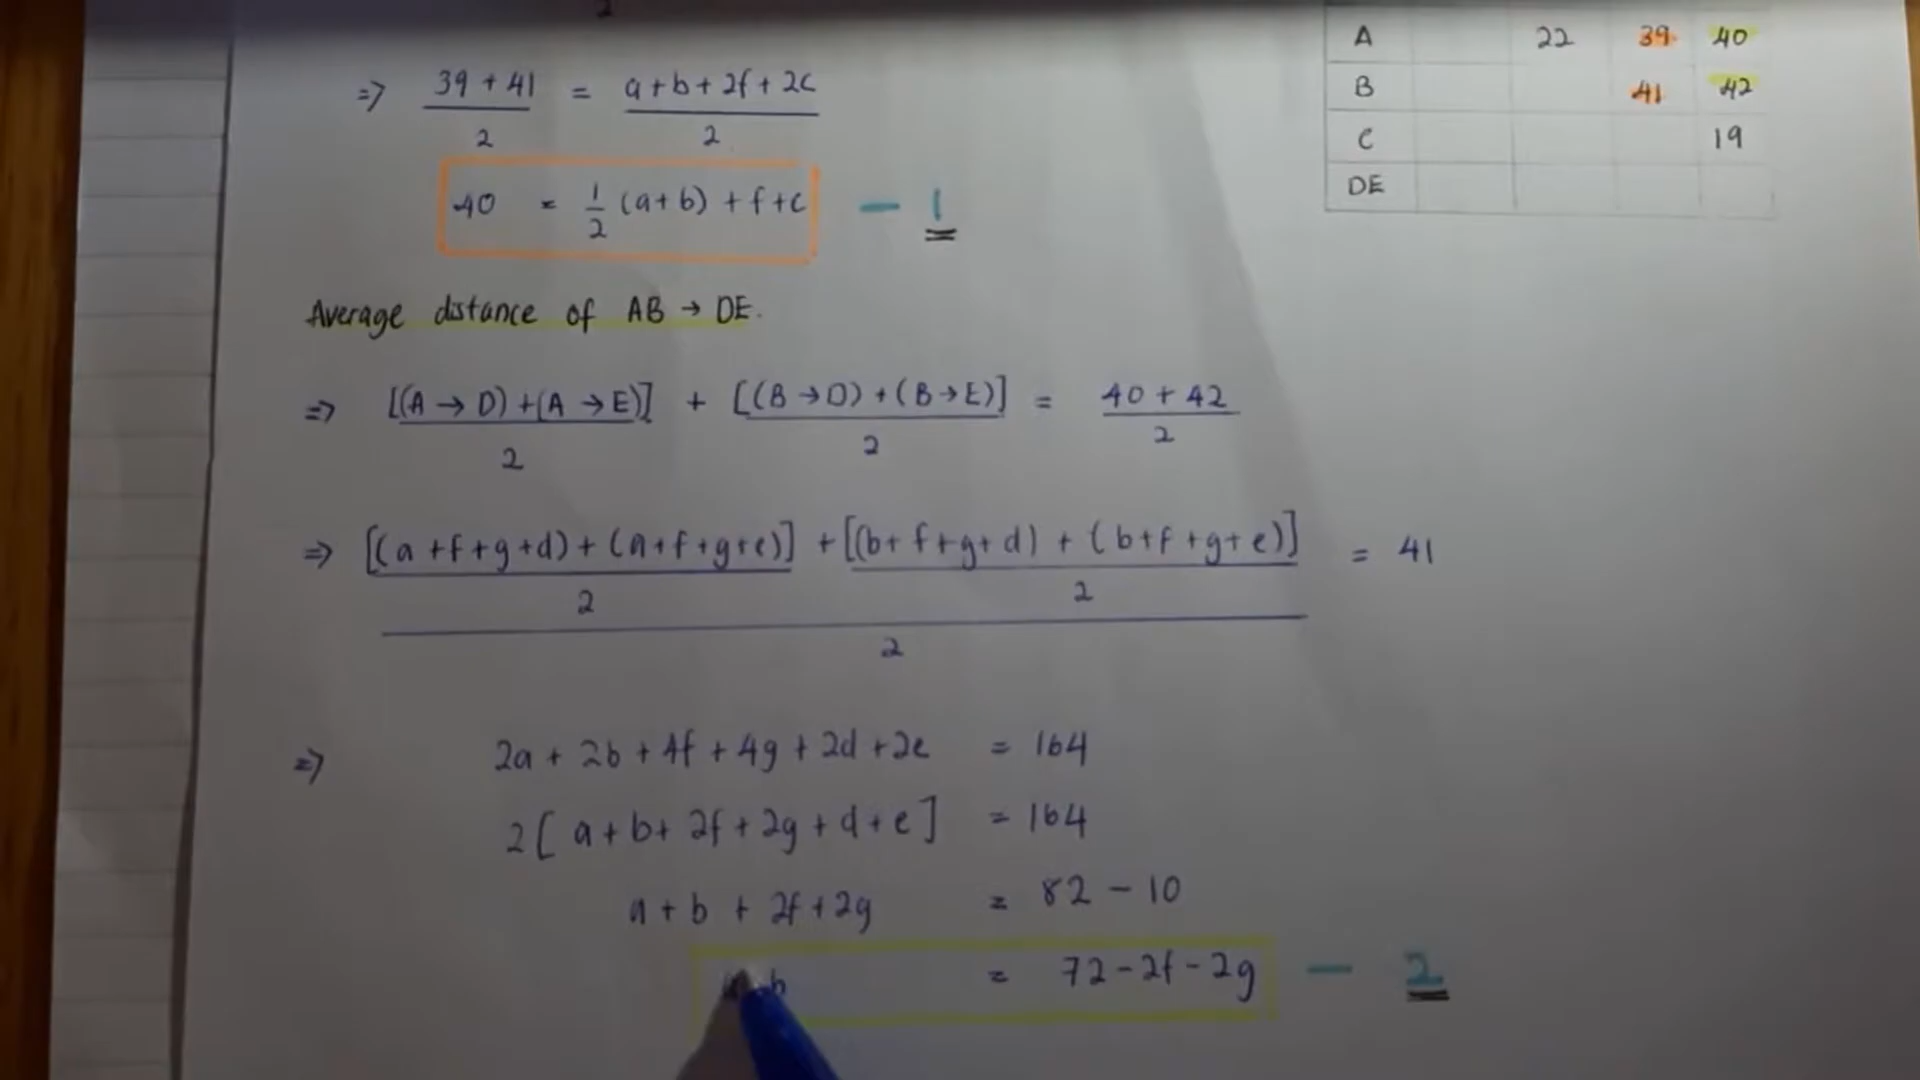 ⇒ 39 + 41 / 2 = a + b + 2f + 2c / 2
40 = 1/2 (a + b) + f + c — 1
A 22 39 40
B 41 42
C 19
DE
Average distance of AB → DE.
⇒ [(A → D) + (A → E)] / 2 + [(B → D) + (B → E)] / 2 = 40 + 42 / 2
⇒ [(a + f + g + d) + (a + f + g + e)] / 2 + [(b + f + g + d) + (b + f + g + e)] / 2 / 2 = 41
⇒ 2a + 2b + 4f + 4g + 2d + 2e = 164
2[a + b + 2f + 2g + d + e] = 164
a + b + 2f + 2g = 82 - 10
b = 72 - 2f - 2g — 2